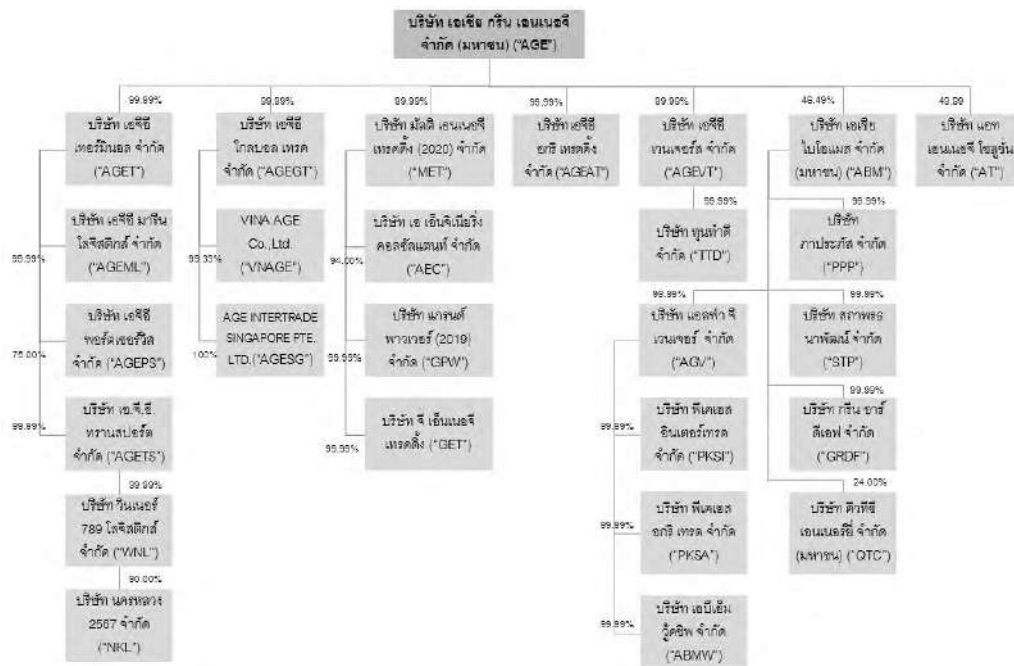 บริษัท เอเชีย กรีน เอนเนอจี
จำกัด (มหาชน) ("AGE")
99.99%
99.99%
99.99%
99.99%
99.99%
49.49%
49.99
บริษัท เอจีอี
เทอร์มินอล จำกัด
("AGET")
บริษัท เอจีอี
โกลบอล เทรด
จำกัด ("AGEGT")
บริษัท มัลติ เอนเนอจี
เทรดดิ้ง (2020) จำกัด
("MET")
บริษัท เอจีอี
อกริ เทรดดิ้ง
จำกัด ("AGEAT")
บริษัท เอจีอี
เวนเจอร์ส จำกัด
("AGEVT")
บริษัท เอเชีย
ไบโอแมส จำกัด
(มหาชน) ("ABM")
บริษัท แอท
เอนเนอจี โซลูชั่น
จำกัด ("AT")
99.99%
บริษัท เอจีอี มารีน
โลจิสติกส์ จำกัด
("AGEML")
99.33%
VINA AGE
Co.,Ltd.
("VNAGE")
94.00%
บริษัท เอ เอ็นจิเนียริ่ง
คอลซัลแตนท์ จำกัด
("AEC")
99.99%
บริษัท ทูนทำดี
จำกัด ("TTD")
99.99%
บริษัท
ภาประภัส จำกัด
("PPP")
75.00%
บริษัท เอจีอี
พอร์ตเซอร์วิส
จำกัด ("AGEPS")
100%
AGE INTERTRADE
SINGAPORE PTE.
LTD.("AGESG")
99.99%
บริษัท แกรนด์
พาวเวอร์ (2019)
จำกัด ("GPW")
99.99%
บริษัท แอลฟ่า จี
เวนเจอร์ จำกัด
("AGV")
99.99%
บริษัท สถาพรธ
นาพัฒน์ จำกัด
("STP")
99.99%
บริษัท เอ.จี.อี.
ทรานสปอร์ต
จำกัด ("AGETS")
99.99%
บริษัท จี เอ็นเนอจี
เทรดดิ้ง ("GET")
99.99%
บริษัท พีเคเอส
อินเตอร์เทรด
จำกัด ("PKSI")
99.99%
บริษัท กรีน อาร์
ดีเอฟ จำกัด
("GRDF")
99.99%
บริษัท วินเนอร์
789 โลจิสติกส์
จำกัด ("WNL")
99.99%
บริษัท พีเคเอส
อกริ เทรด จำกัด
("PKSA")
24.00%
บริษัท คิวทีซี
เอนเนอร์ยี่ จำกัด
(มหาชน) ("QTC")
90.00%
บริษัท นครหลวง
2567 จำกัด
("NKL")
99.99%
บริษัท เอบีเอ็ม
วู้ดชิพ จำกัด
("ABMW")